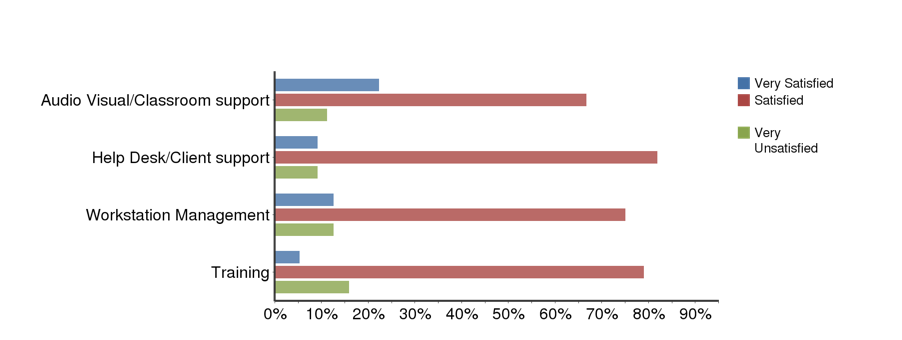 Very Satisfied
Audio Visual/Classroom support
Satisfied
Very
Unsatisfied
Help Desk/Client support
Workstation Management
Training
0% 10% 20% 30% 40% 50% 60% 70% 80% 90%